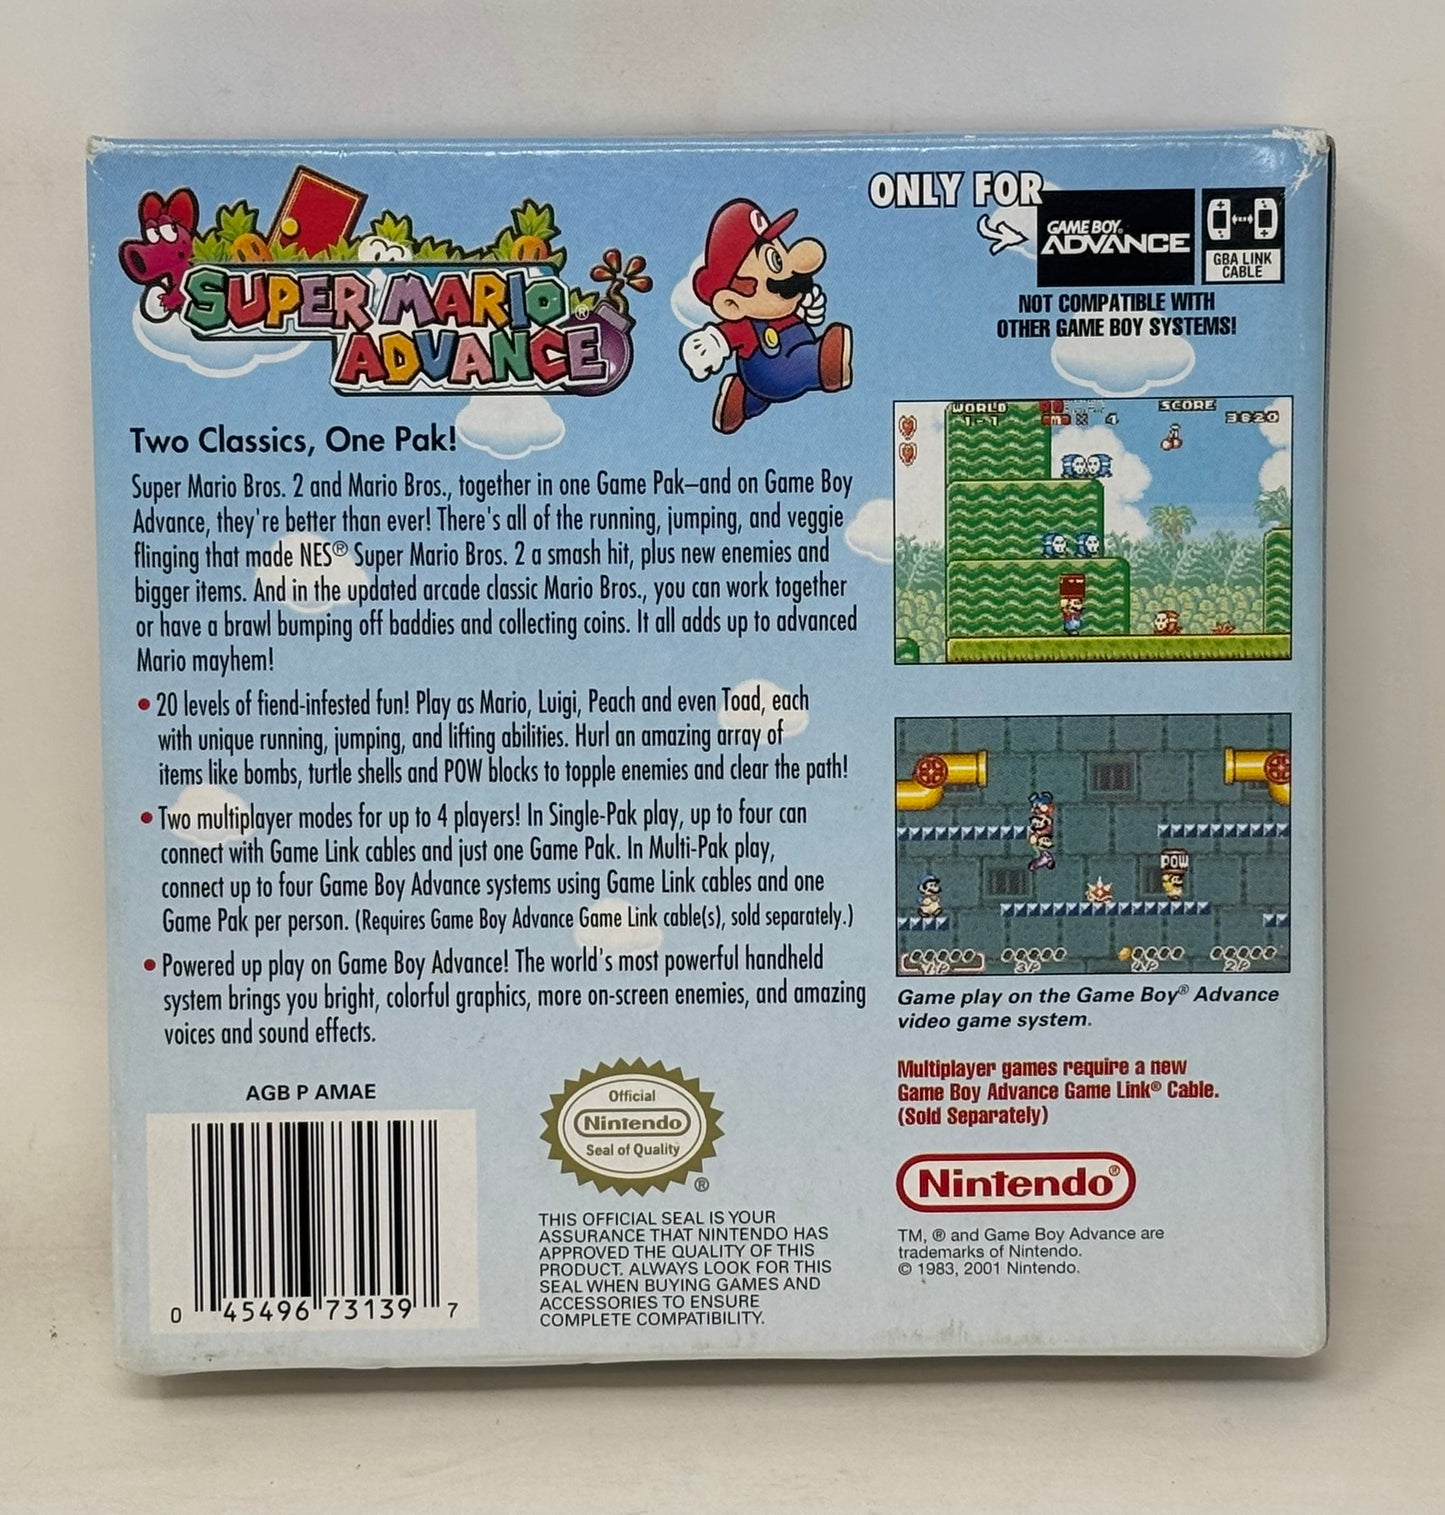 SUPER MARIO®
ADVANCE
ONLY FOR
GAME BOY®
ADVANCE
GBA LINK
CABLE
NOT COMPATIBLE WITH
OTHER GAME BOY SYSTEMS!
Two Classics, One Pak!
Super Mario Bros. 2 and Mario Bros., together in one Game Pak—and on Game Boy
Advance, they're better than ever! There's all of the running, jumping, and veggie
flinging that made NES® Super Mario Bros. 2 a smash hit, plus new enemies and
bigger items. And in the updated arcade classic Mario Bros., you can work together
or have a brawl bumping off baddies and collecting coins. It all adds up to advanced
Mario mayhem!
• 20 levels of fiend-infested fun! Play as Mario, Luigi, Peach and even Toad, each
with unique running, jumping, and lifting abilities. Hurl an amazing array of
items like bombs, turtle shells and POW blocks to topple enemies and clear the path!
• Two multiplayer modes for up to 4 players! In Single-Pak play, up to four can
connect with Game Link cables and just one Game Pak. In Multi-Pak play,
connect up to four Game Boy Advance systems using Game Link cables and one
Game Pak per person. (Requires Game Boy Advance Game Link cable(s), sold separately.)
• Powered up play on Game Boy Advance! The world's most powerful handheld
system brings you bright, colorful graphics, more on-screen enemies, and amazing
voices and sound effects.
WORLD
1-1
4
SCORE
3820
POW
1P 3P 4P 2P
Game play on the Game Boy® Advance
video game system.
Multiplayer games require a new
Game Boy Advance Game Link® Cable.
(Sold Separately)
Nintendo®
TM, ® and Game Boy Advance are
trademarks of Nintendo.
© 1983, 2001 Nintendo.
AGB P AMAE
0 45496 73139 7
Official
Nintendo
Seal of Quality
®
THIS OFFICIAL SEAL IS YOUR
ASSURANCE THAT NINTENDO HAS
APPROVED THE QUALITY OF THIS
PRODUCT. ALWAYS LOOK FOR THIS
SEAL WHEN BUYING GAMES AND
ACCESSORIES TO ENSURE
COMPLETE COMPATIBILITY.